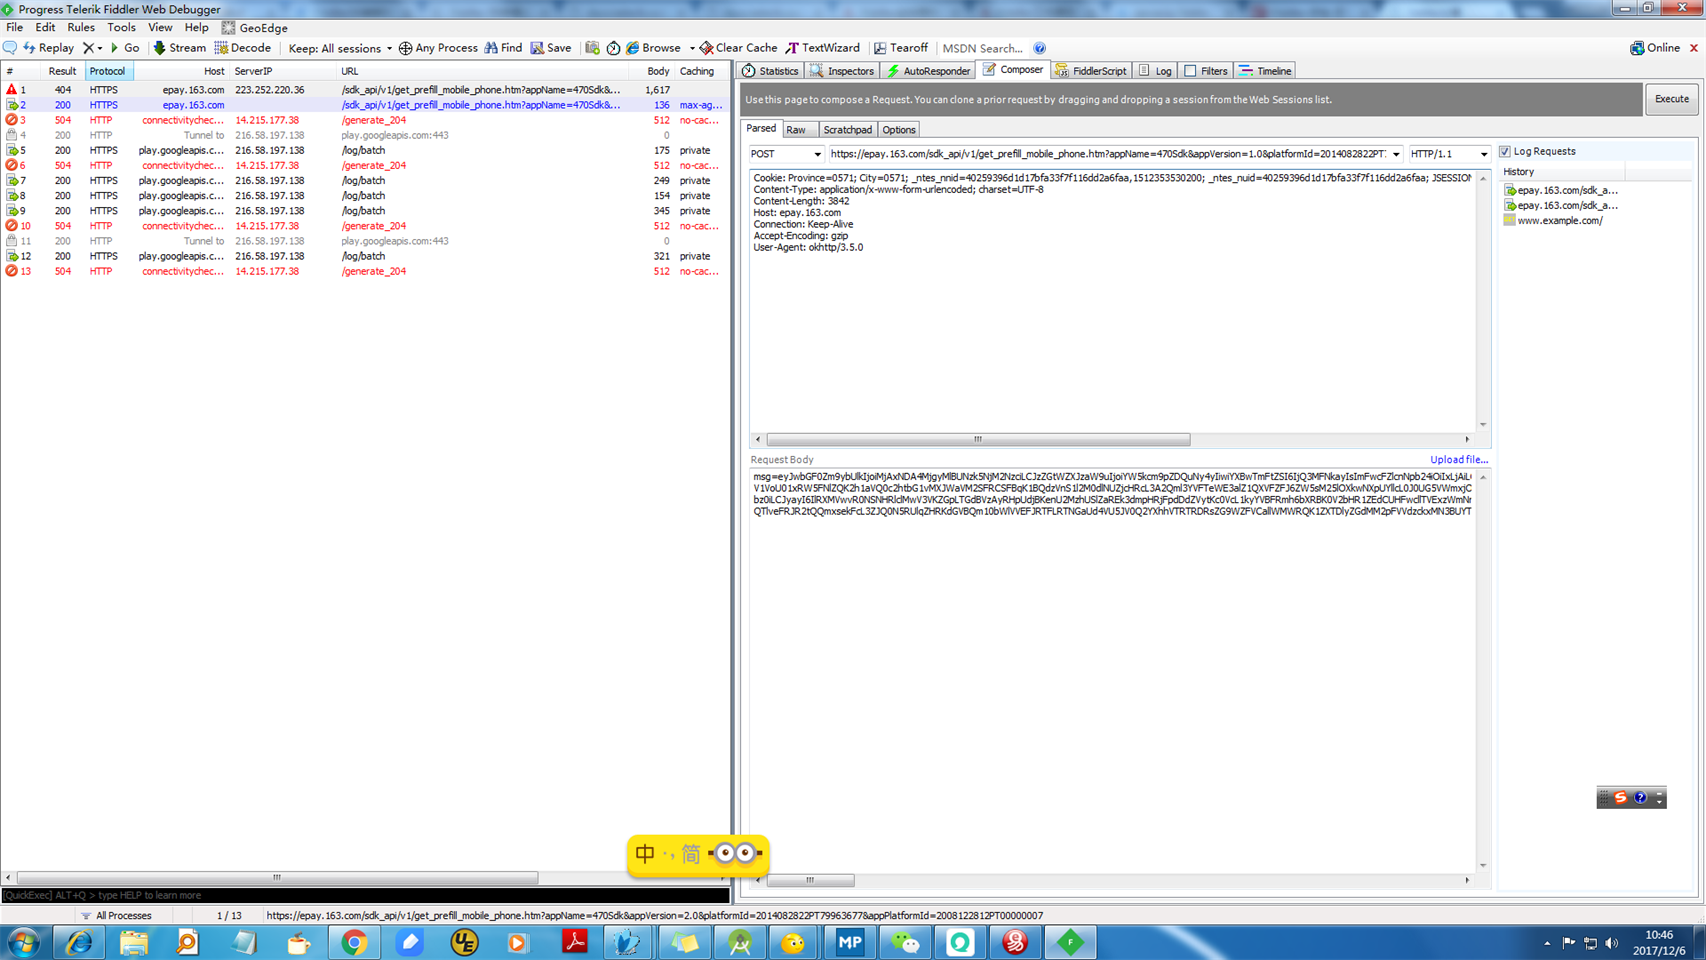 Progress Telerik Fiddler Web Debugger
File Edit Rules Tools View Help GeoEdge
Replay Go Stream Decode Keep: All sessions Any Process Find Save Browse Clear Cache TextWizard Tearoff MSDN Search... Online
# Result Protocol Host ServerIP URL Body Caching
1 404 HTTPS epay.163.com 223.252.220.36 /sdk_api/v1/get_prefill_mobile_phone.htm?appName=470Sdk&... 1,617
2 200 HTTPS epay.163.com /sdk_api/v1/get_prefill_mobile_phone.htm?appName=470Sdk&... 136 max-ag...
3 504 HTTP connectivitychec... 14.215.177.38 /generate_204 512 no-cac...
4 200 HTTP Tunnel to 216.58.197.138 play.googleapis.com:443 0
5 200 HTTPS play.googleapis.c... 216.58.197.138 /log/batch 175 private
6 504 HTTP connectivitychec... 14.215.177.38 /generate_204 512 no-cac...
7 200 HTTPS play.googleapis.c... 216.58.197.138 /log/batch 249 private
8 200 HTTPS play.googleapis.c... 216.58.197.138 /log/batch 154 private
9 200 HTTPS play.googleapis.c... 216.58.197.138 /log/batch 345 private
10 504 HTTP connectivitychec... 14.215.177.38 /generate_204 512 no-cac...
11 200 HTTP Tunnel to 216.58.197.138 play.googleapis.com:443 0
12 200 HTTPS play.googleapis.c... 216.58.197.138 /log/batch 321 private
13 504 HTTP connectivitychec... 14.215.177.38 /generate_204 512 no-cac...
Statistics Inspectors AutoResponder Composer FiddlerScript Log Filters Timeline
Use this page to compose a Request. You can clone a prior request by dragging and dropping a session from the Web Sessions list.
Execute
Parsed Raw Scratchpad Options
POST https://epay.163.com/sdk_api/v1/get_prefill_mobile_phone.htm?appName=470Sdk&appVersion=1.0&platformId=2014082822PT HTTP/1.1
Log Requests
History
epay.163.com/sdk_a...
epay.163.com/sdk_a...
www.example.com/
Cookie: Province=0571; City=0571; _ntes_nnid=40259396d1d17bfa33f7f116dd2a6faa,1512353530200; _ntes_nuid=40259396d1d17bfa33f7f116dd2a6faa; JSESSION
Content-Type: application/x-www-form-urlencoded; charset=UTF-8
Content-Length: 3842
Host: epay.163.com
Connection: Keep-Alive
Accept-Encoding: gzip
User-Agent: okhttp/3.5.0
Request Body
Upload file...
中 简
[QuickExec] ALT+Q > type HELP to learn more
All Processes 1 / 13 https://epay.163.com/sdk_api/v1/get_prefill_mobile_phone.htm?appName=470Sdk&appVersion=2.0&platformId=2014082822PT79963677&appPlatformId=2008122812PT00000007
UE MP
10:46
2017/12/6